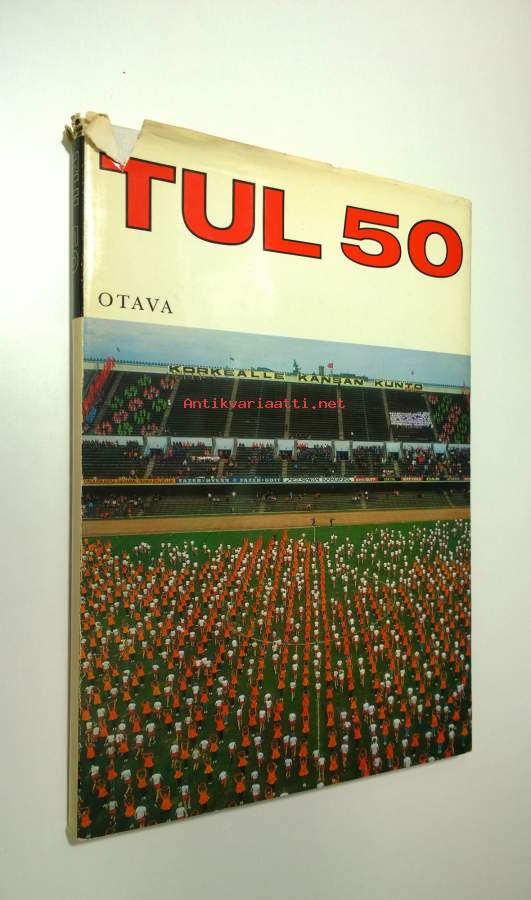 TUL 50
OTAVA
KORKEALLE KANSAN KUNTO
Antikvariaatti.net